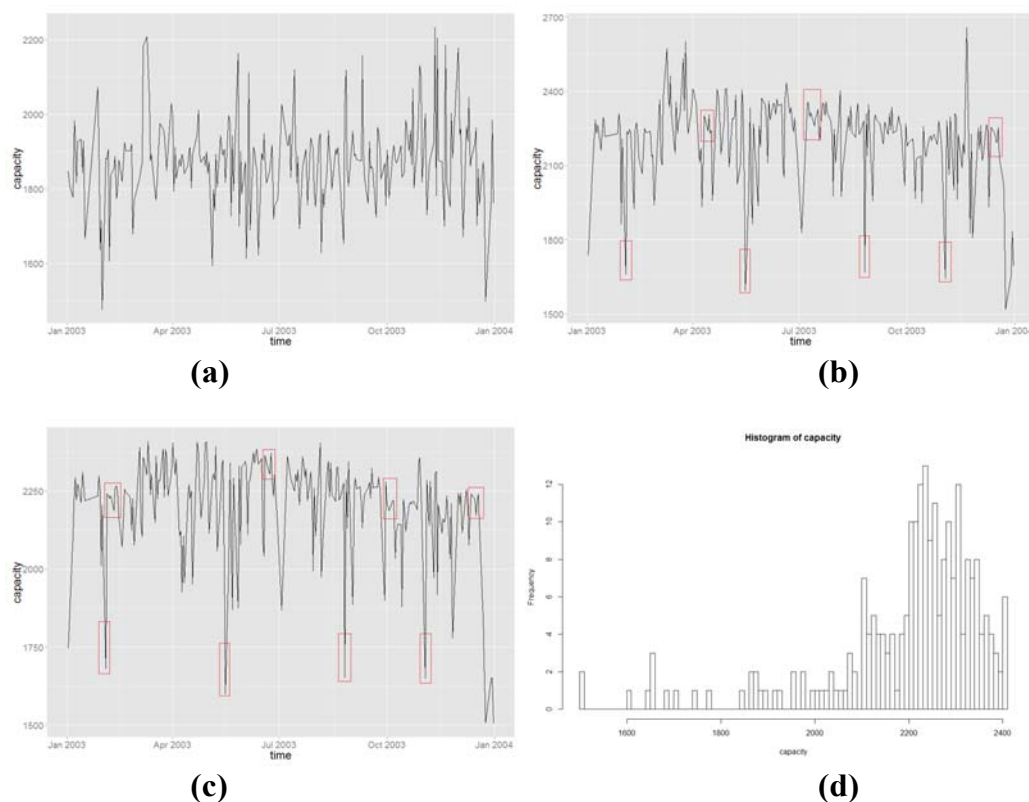 2200
2000
1800
1600
capacity
Jan 2003
Apr 2003
Jul 2003
Oct 2003
Jan 2004
time
(a)
2700
2400
2100
1800
1500
capacity
Jan 2003
Apr 2003
Jul 2003
Oct 2003
Jan 2004
time
(b)
2250
2000
1750
1500
capacity
Jan 2003
Apr 2003
Jul 2003
Oct 2003
Jan 2004
time
(c)
Histogram of capacity
12
10
8
6
4
2
0
Frequency
1600
1800
2000
2200
2400
capacity
(d)